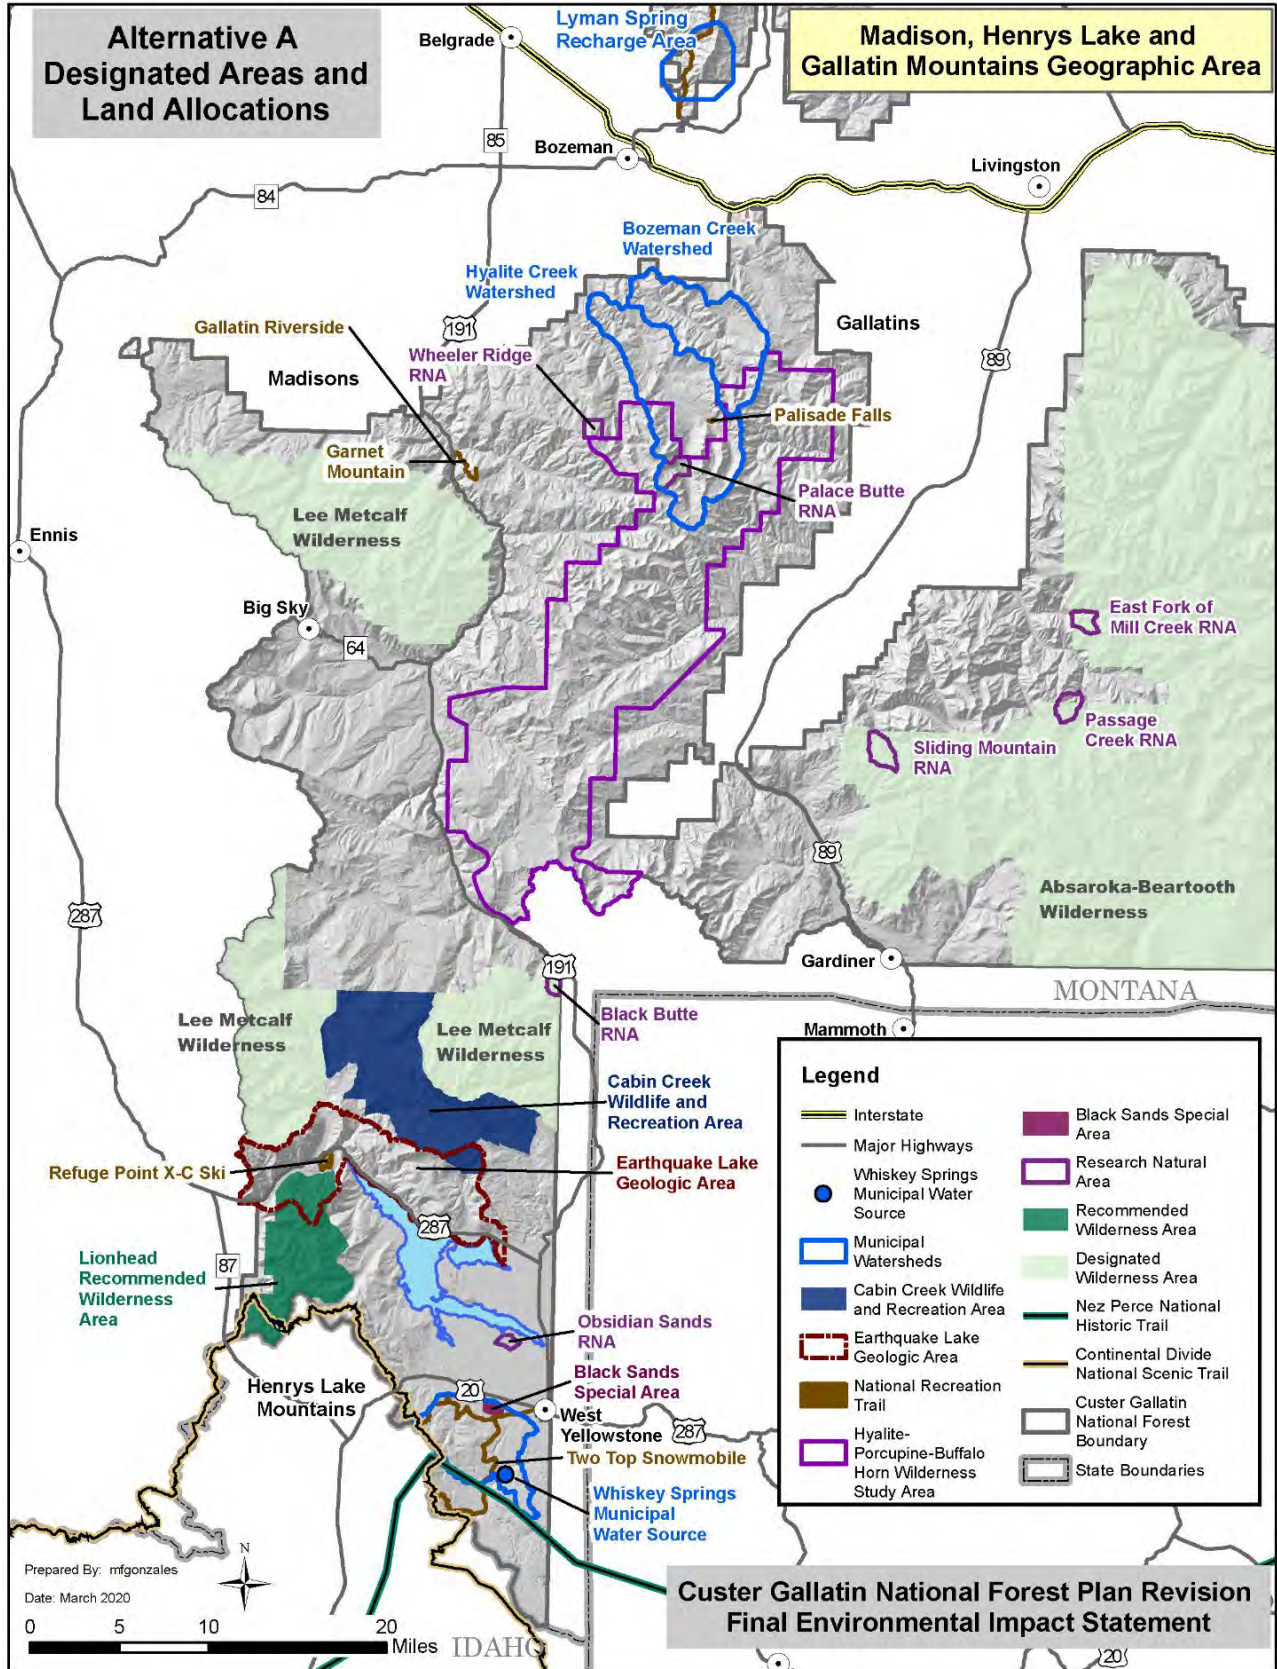 Alternative A
Designated Areas and
Land Allocations
Madison, Henrys Lake and
Gallatin Mountains Geographic Area
Lyman Spring
Recharge Area
Belgrade
85
Bozeman
Livingston
84
Bozeman Creek
Watershed
Hyalite Creek
Watershed
Gallatin Riverside
191
Gallatins
Wheeler Ridge
RNA
89
Madisons
Palisade Falls
Garnet
Mountain
Palace Butte
RNA
Lee Metcalf
Wilderness
Ennis
Big Sky
64
East Fork of
Mill Creek RNA
Passage
Creek RNA
Sliding Mountain
RNA
89
Absaroka-Beartooth
Wilderness
287
Gardiner
191
MONTANA
Black Butte
RNA
Mammoth
Lee Metcalf
Wilderness
Lee Metcalf
Wilderness
Cabin Creek
Wildlife and
Recreation Area
Refuge Point X-C Ski
Earthquake Lake
Geologic Area
287
87
Lionhead
Recommended
Wilderness
Area
Obsidian Sands
RNA
Black Sands
Special Area
Henrys Lake
Mountains
20
West
Yellowstone
287
Two Top Snowmobile
Whiskey Springs
Municipal
Water Source
Legend
Interstate
Major Highways
Whiskey Springs
Municipal Water
Source
Municipal
Watersheds
Cabin Creek Wildlife
and Recreation Area
Earthquake Lake
Geologic Area
National Recreation
Trail
Hyalite-
Porcupine-Buffalo
Horn Wilderness
Study Area
Black Sands Special
Area
Research Natural
Area
Recommended
Wilderness Area
Designated
Wilderness Area
Nez Perce National
Historic Trail
Continental Divide
National Scenic Trail
Custer Gallatin
National Forest
Boundary
State Boundaries
Prepared By: mfgonzales
Date: March 2020
N
0 5 10 20
Miles
IDAHO
Custer Gallatin National Forest Plan Revision
Final Environmental Impact Statement
20